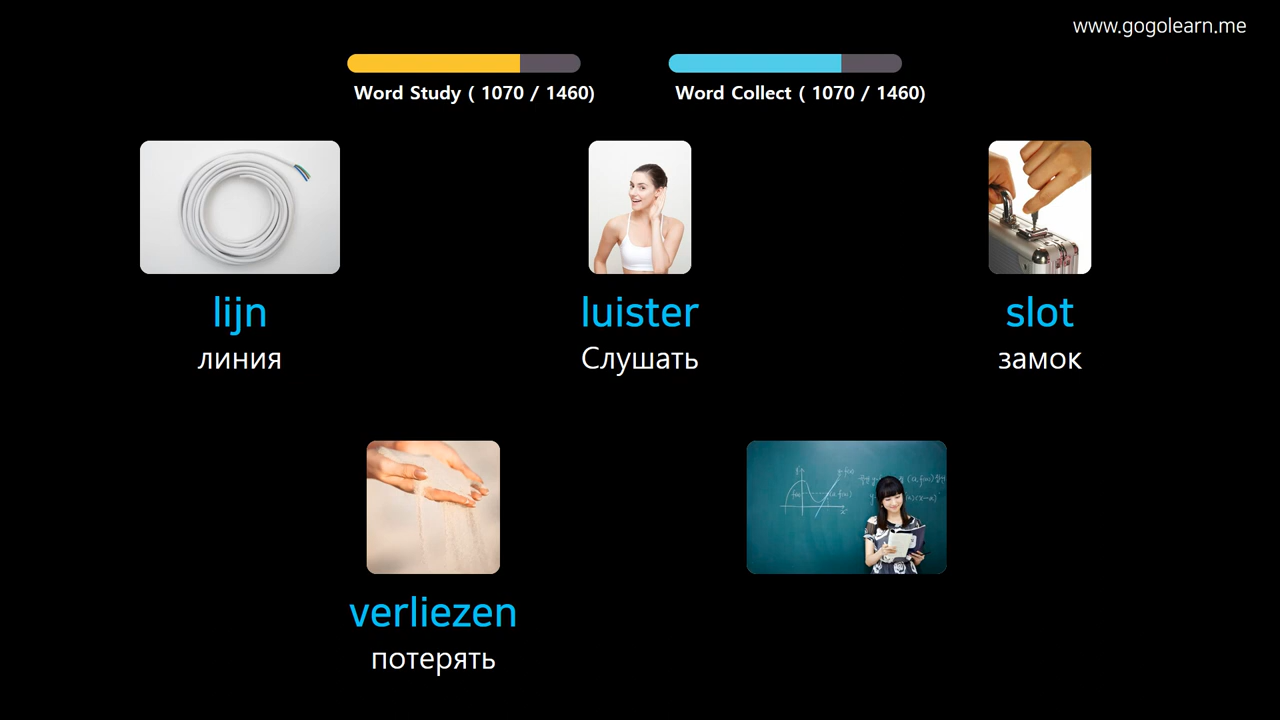 www.gogolearn.me
Word Study ( 1070 / 1460)
Word Collect ( 1070 / 1460)
lijn
линия
luister
Слушать
slot
замок
verliezen
потерять